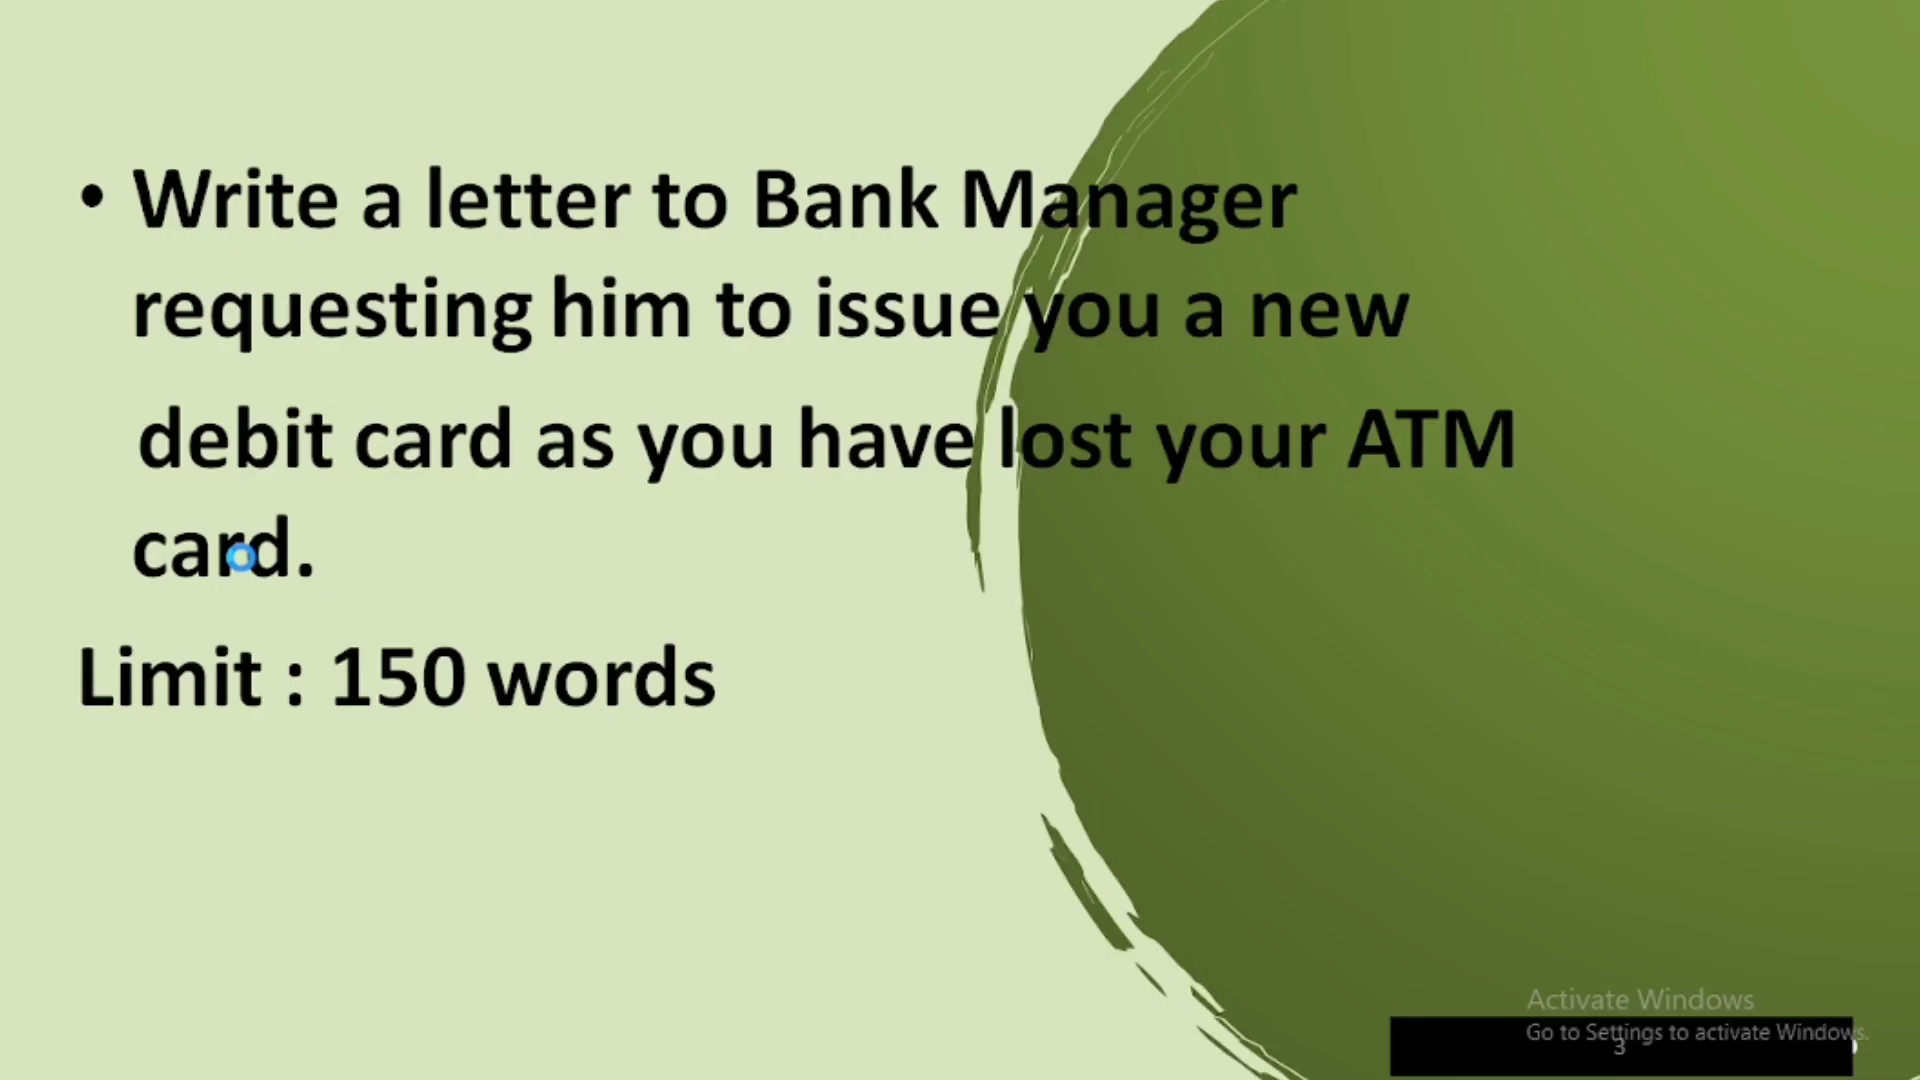 • Write a letter to Bank Manager
requesting him to issue you a new
debit card as you have lost your ATM
card.
Limit : 150 words
Activate Windows
Go to Settings to activate Windows.
3